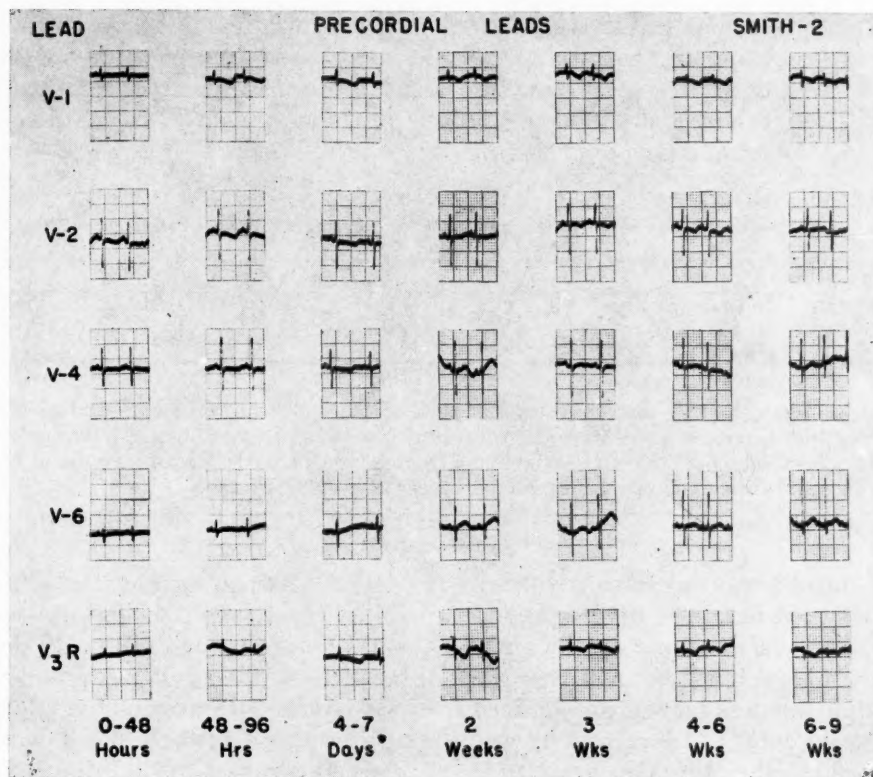 LEAD PRECORDIAL LEADS SMITH-2
V-1
V-2
V-4
V-6
V3R
0-48 48-96 4-7 2 3 4-6 6-9
Hours Hrs Days* Weeks Wks Wks Wks